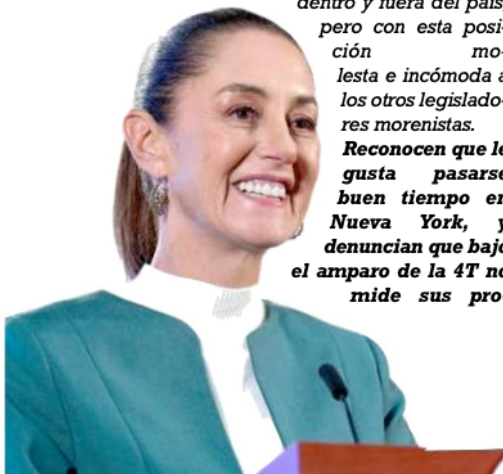 dentro y fuera del país,
pero con esta posi-
ción mo-
lesta e incómoda a
los otros legislado-
res morenistas.
Reconocen que le
gusta pasarse
buen tiempo en
Nueva York, y
denuncian que bajo
el amparo de la 4T no
mide sus pro-